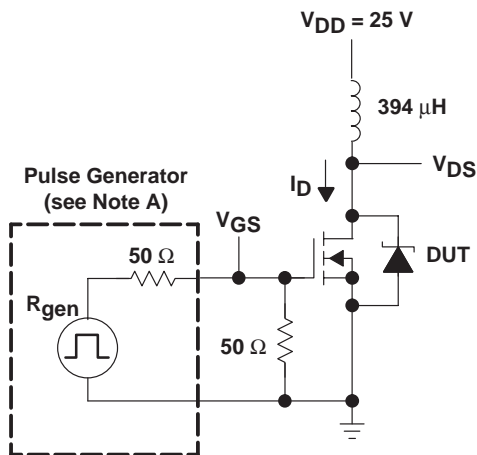 VDD = 25 V
394 μH
VDS
ID
Pulse Generator
(see Note A)
VGS
50 Ω
DUT
Rgen
50 Ω